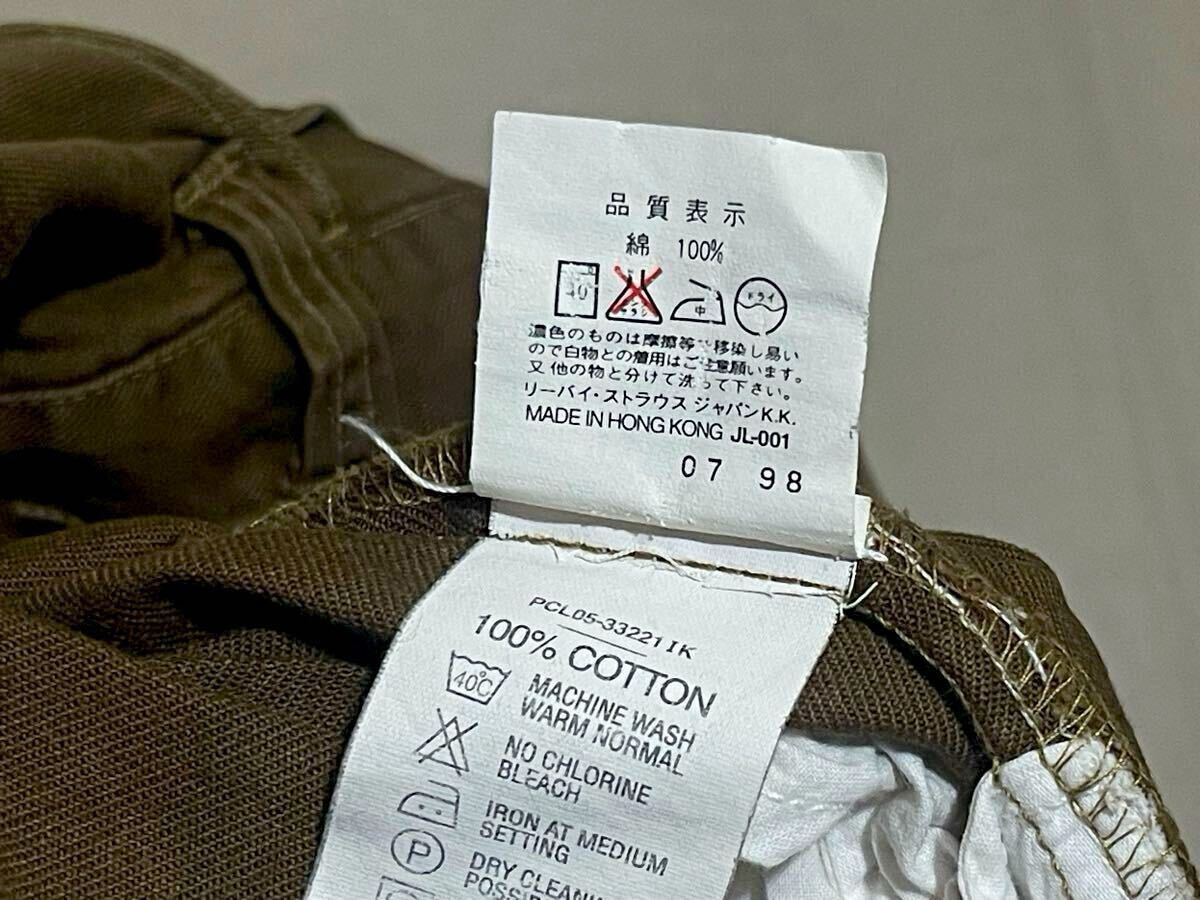 品質表示
綿 100%
40 中 ドライ
濃色のものは摩擦等で移染し易い
ので白物との着用はご注意願います。
又他の物と分けて洗って下さい。
リーバイ・ストラウス ジャパンK.K.
MADE IN HONG KONG JL-001
07 98
PCL05-33221 IK
100% COTTON
40°C MACHINE WASH
WARM NORMAL
NO CHLORINE
BLEACH
IRON AT MEDIUM
SETTING
P DRY CLEANI
POSSI